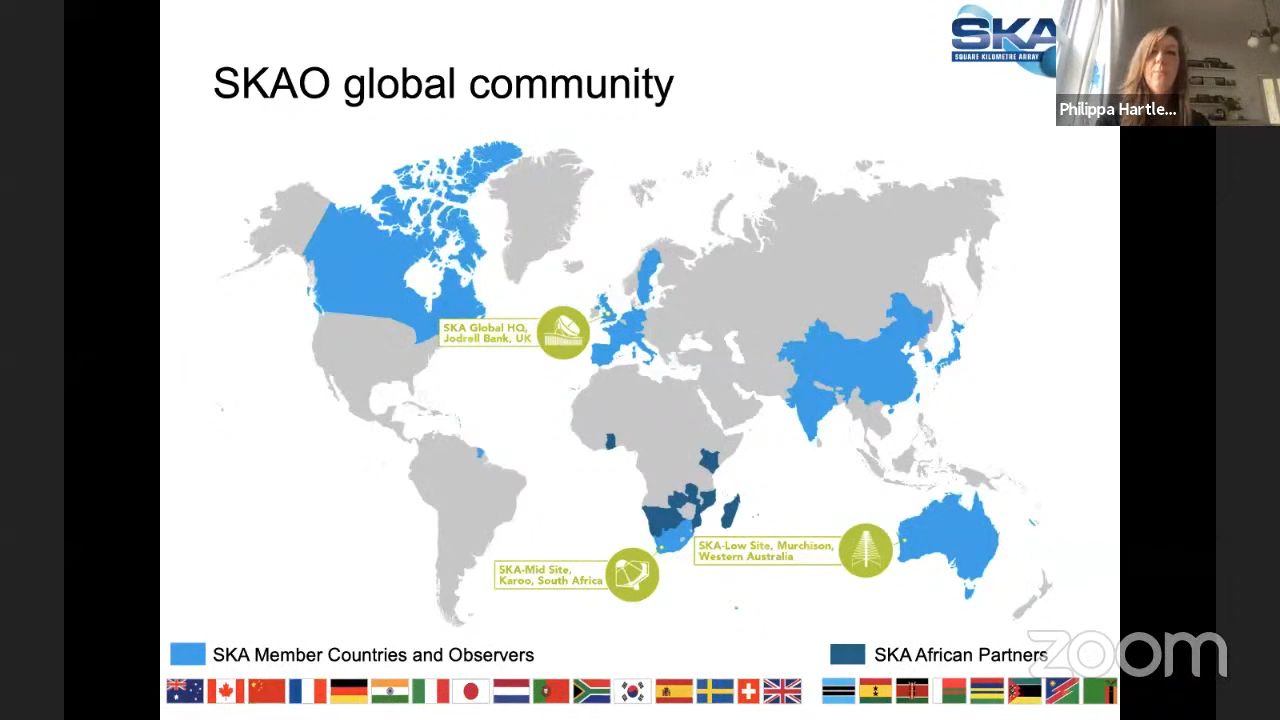 SKA
SQUARE KILOMETRE ARRAY
SKAO global community
Philippa Hartle...
SKA Global HQ,
Jodrell Bank, UK
SKA-Low Site, Murchison,
Western Australia
SKA-Mid Site,
Karoo, South Africa
SKA Member Countries and Observers
SKA African Partners
zoom